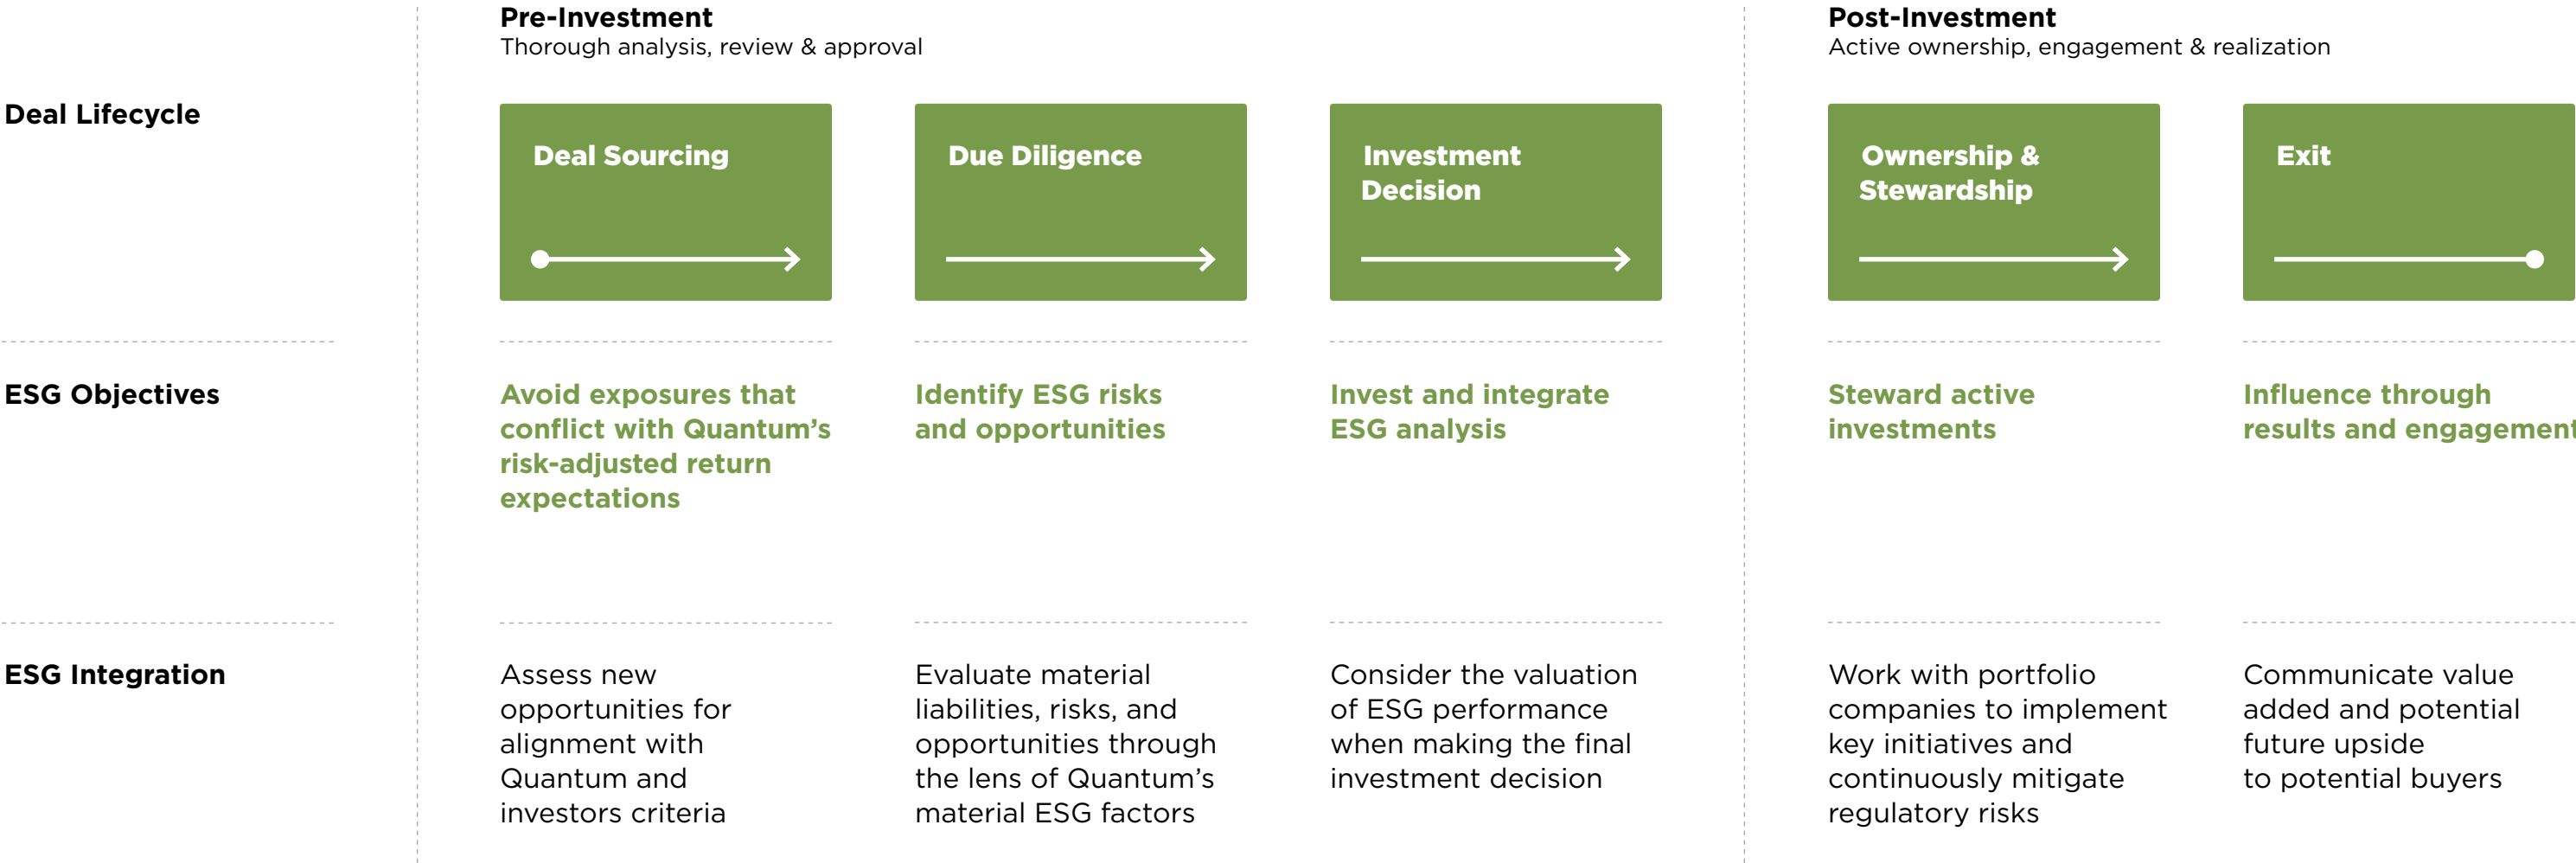 Pre-Investment
Thorough analysis, review & approval
Post-Investment
Active ownership, engagement & realization
Deal Lifecycle
Deal Sourcing
Due Diligence
Investment
Decision
Ownership &
Stewardship
Exit
ESG Objectives
Avoid exposures that
conflict with Quantum’s
risk-adjusted return
expectations
Identify ESG risks
and opportunities
Invest and integrate
ESG analysis
Steward active
investments
Influence through
results and engagement
ESG Integration
Assess new
opportunities for
alignment with
Quantum and
investors criteria
Evaluate material
liabilities, risks, and
opportunities through
the lens of Quantum’s
material ESG factors
Consider the valuation
of ESG performance
when making the final
investment decision
Work with portfolio
companies to implement
key initiatives and
continuously mitigate
regulatory risks
Communicate value
added and potential
future upside
to potential buyers